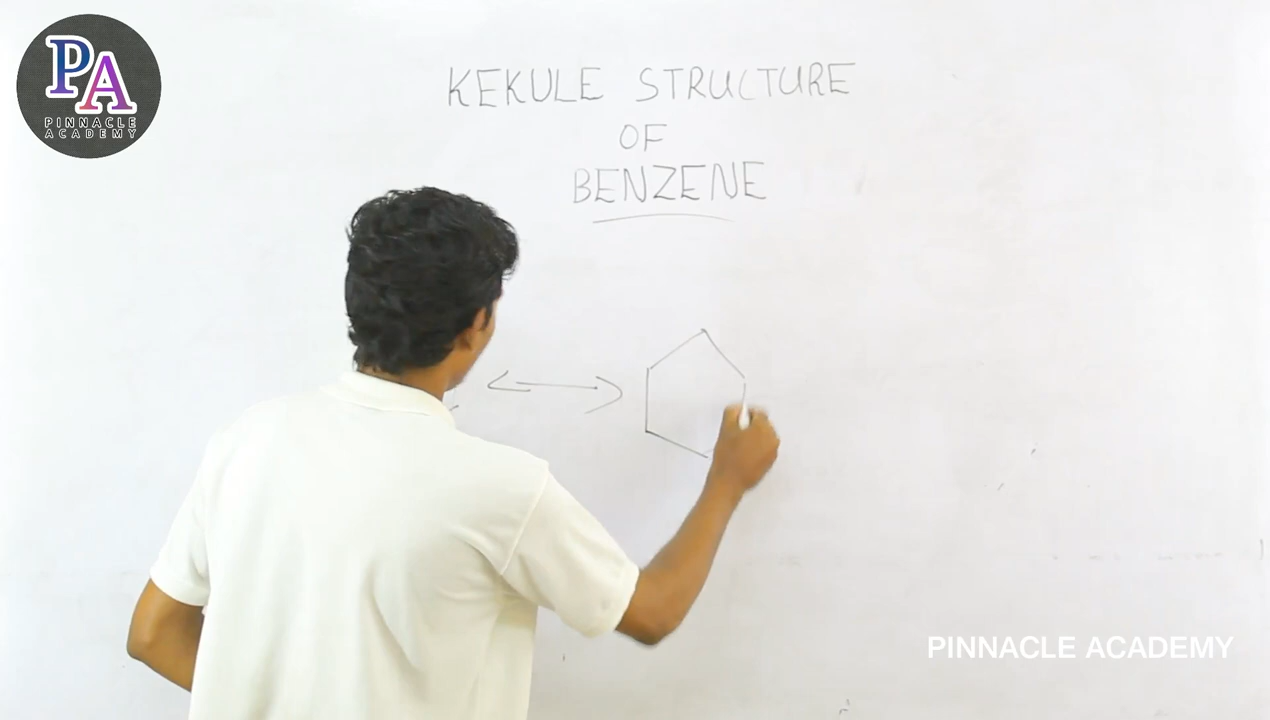 PA
PINNACLE
ACADEMY
KEKULE STRUCTURE
OF
BENZENE
PINNACLE ACADEMY